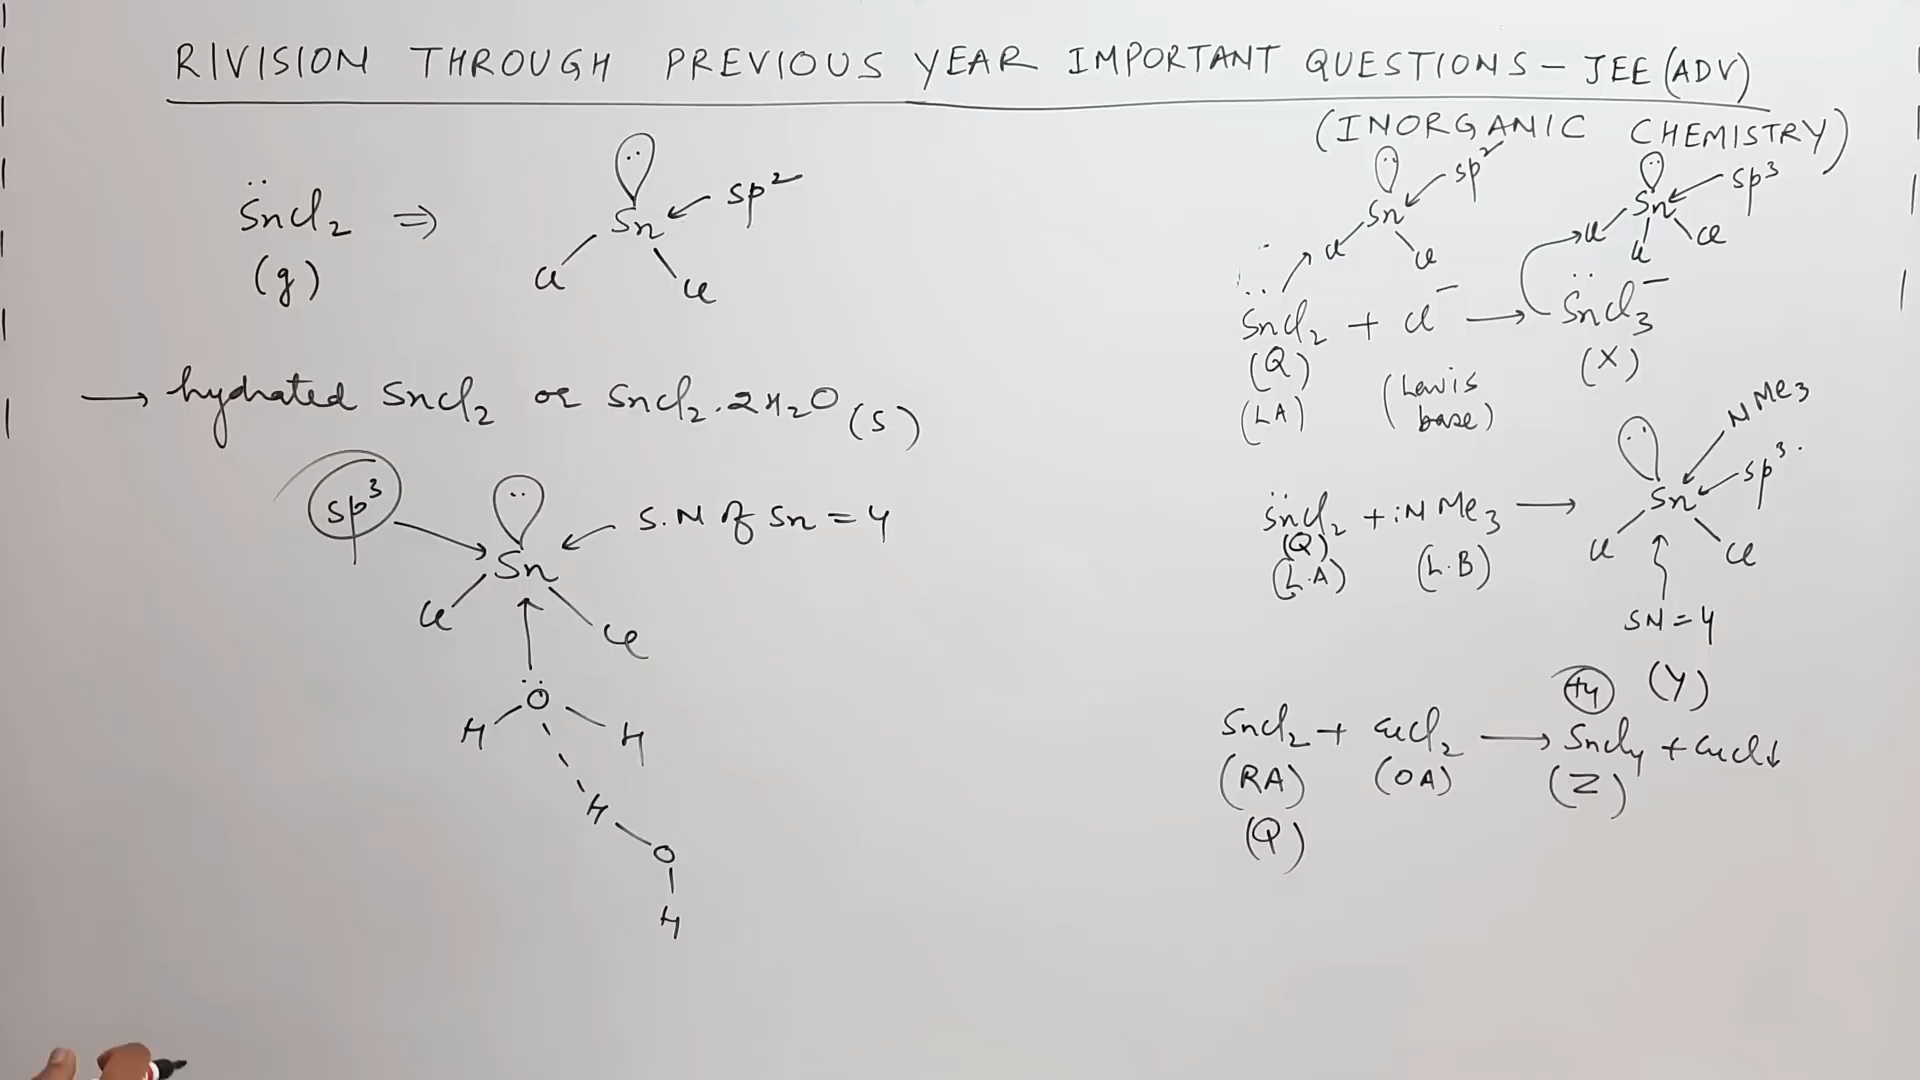 RIVISION THROUGH PREVIOUS YEAR IMPORTANT QUESTIONS – JEE (ADV)
(INORGANIC CHEMISTRY)
SnCl₂ ⇒
(g)
Sn
sp²
Cl
Cl
→ hydrated SnCl₂ or SnCl₂.2H₂O (s)
sp³
Sn
S.N of Sn = 4
Cl
Cl
O
H
H
H
O
H
Sn
sp²
Cl
Cl
Sn
sp³
Cl
Cl
Cl
SnCl₂ + Cl⁻ → SnCl₃⁻
(Q)
(X)
(LA)
(Lewis
base)
SnCl₂ + :NMe₃ →
(Q)
(L.A)
(L.B)
NMe₃
Sn
sp³.
Cl
Cl
SN = 4
(Y)
+4
SnCl₂ + CuCl₂ → SnCl₄ + CuCl↓
(RA)
(OA)
(Z)
(Q)